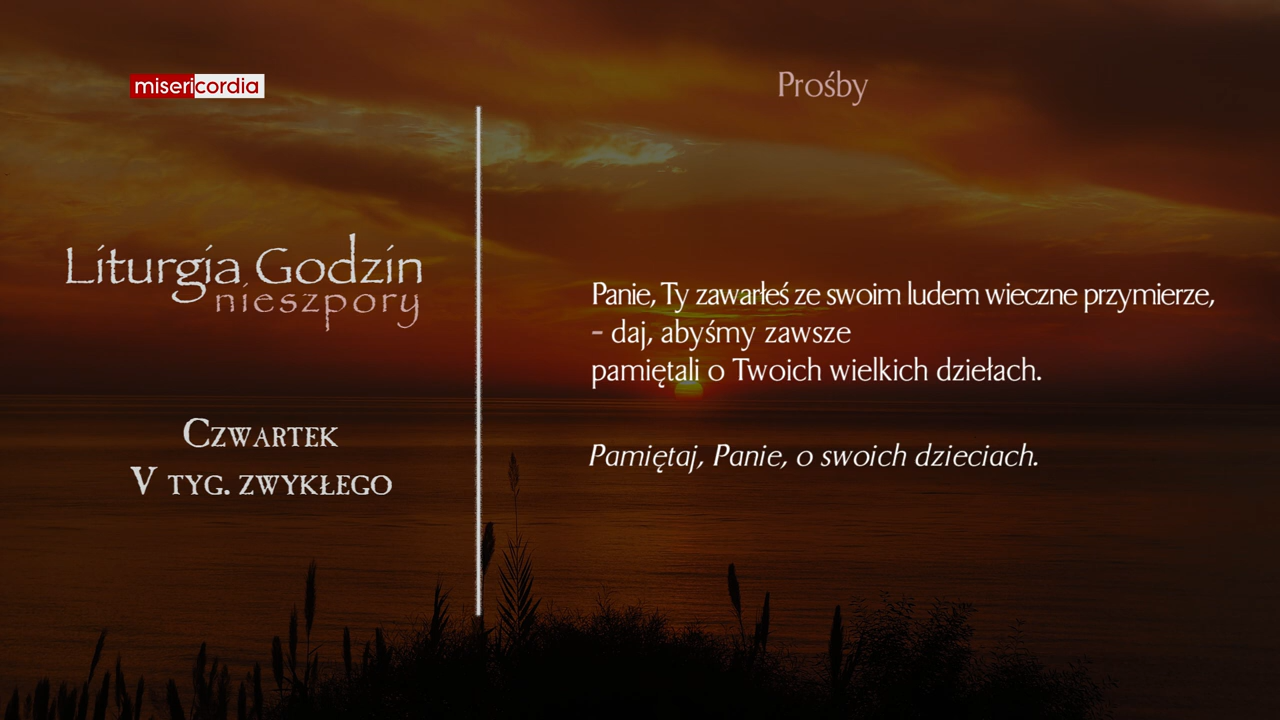 misericordia
Liturgia Godzin
nieszpory
Czwartek
V tyg. zwykłego
Prośby
Panie, Ty zawarłeś ze swoim ludem wieczne przymierze,
- daj, abyśmy zawsze
pamiętali o Twoich wielkich dziełach.
Pamiętaj, Panie, o swoich dzieciach.